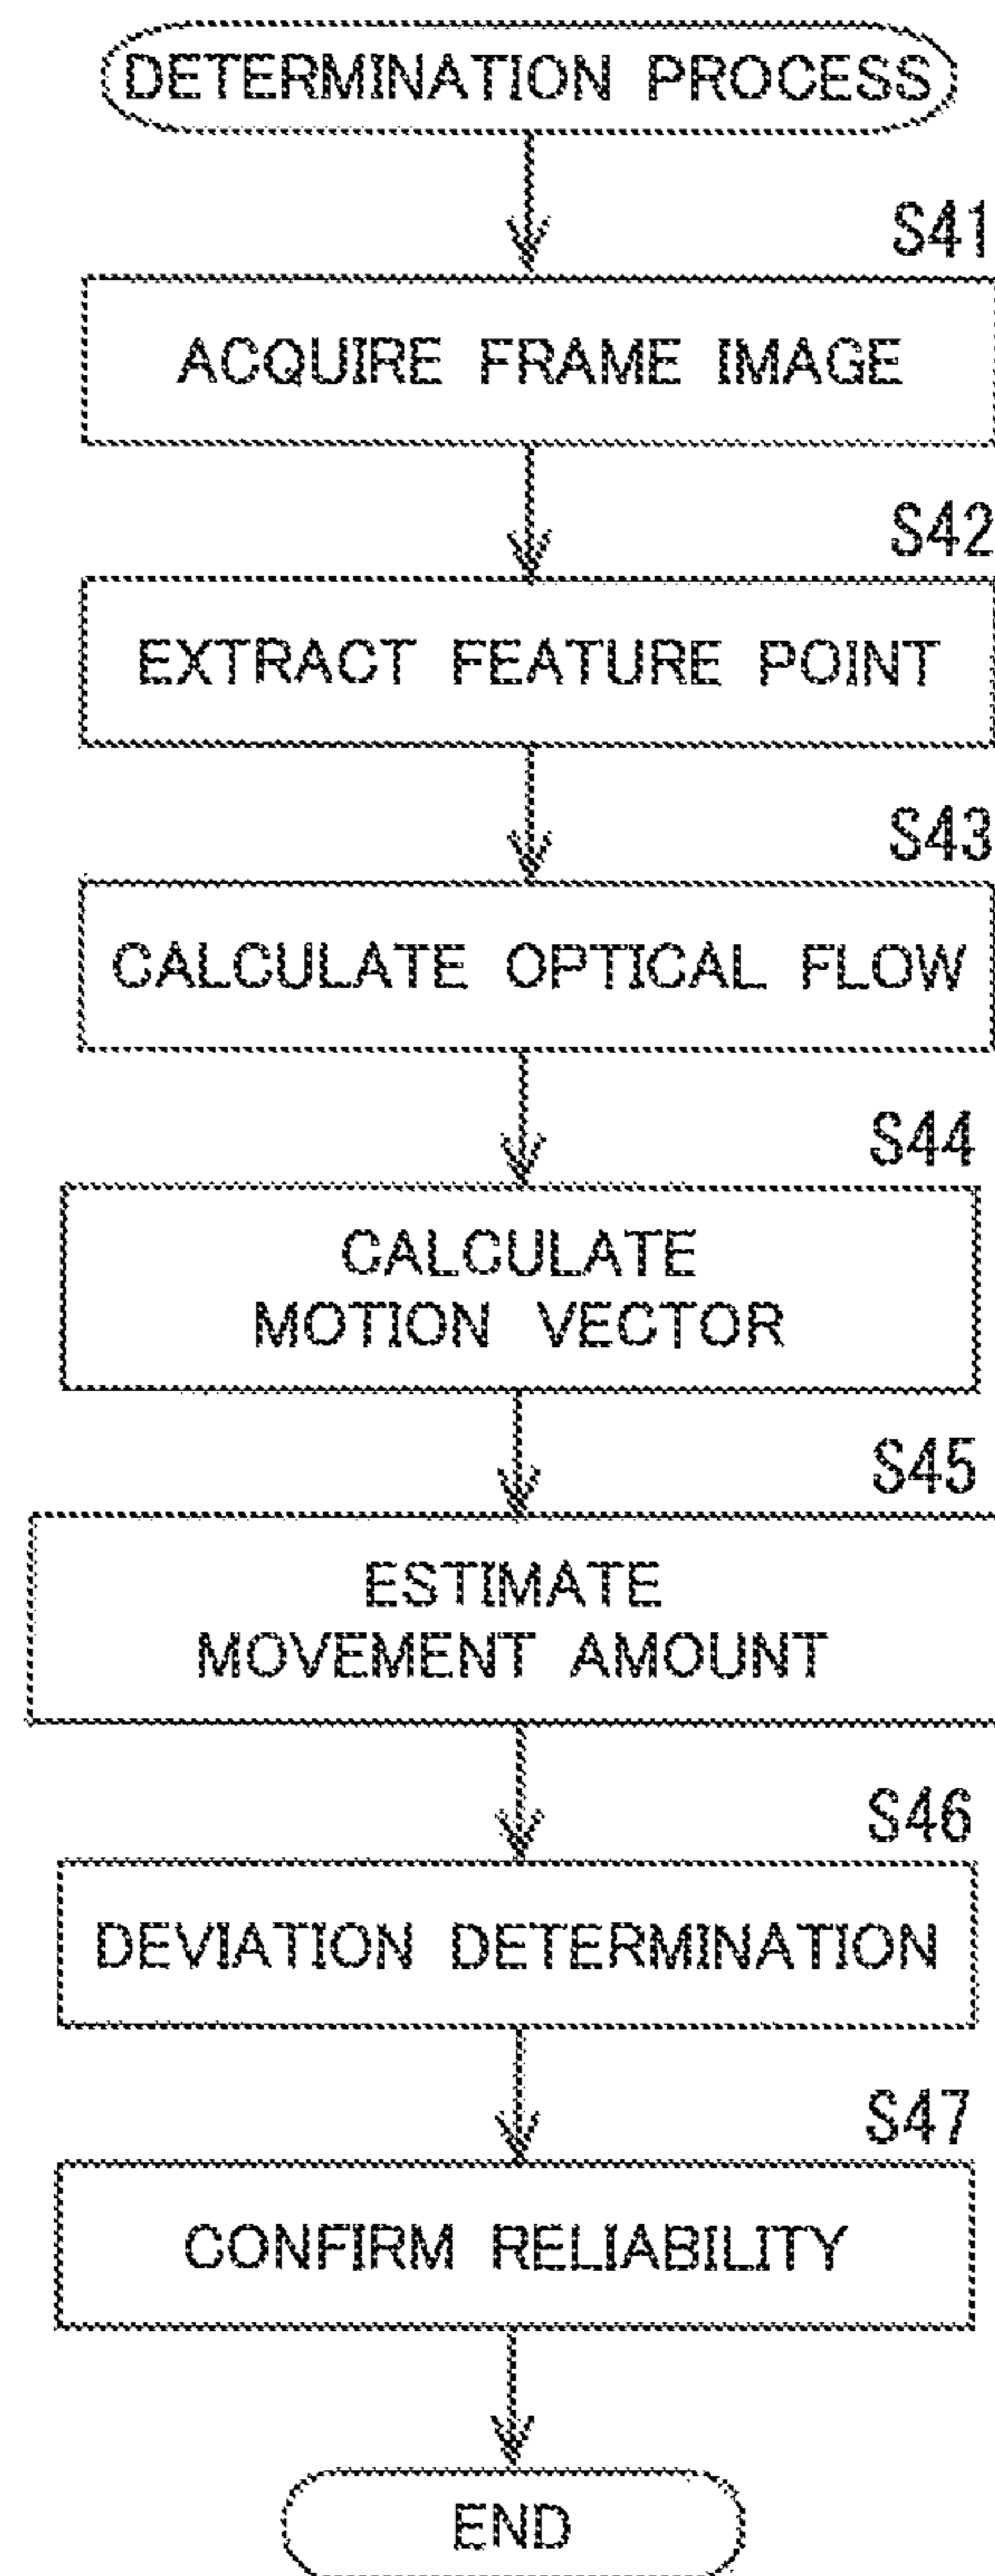 DETERMINATION PROCESS
S41
ACQUIRE FRAME IMAGE
S42
EXTRACT FEATURE POINT
S43
CALCULATE OPTICAL FLOW
S44
CALCULATE
MOTION VECTOR
S45
ESTIMATE
MOVEMENT AMOUNT
S46
DEVIATION DETERMINATION
S47
CONFIRM RELIABILITY
END